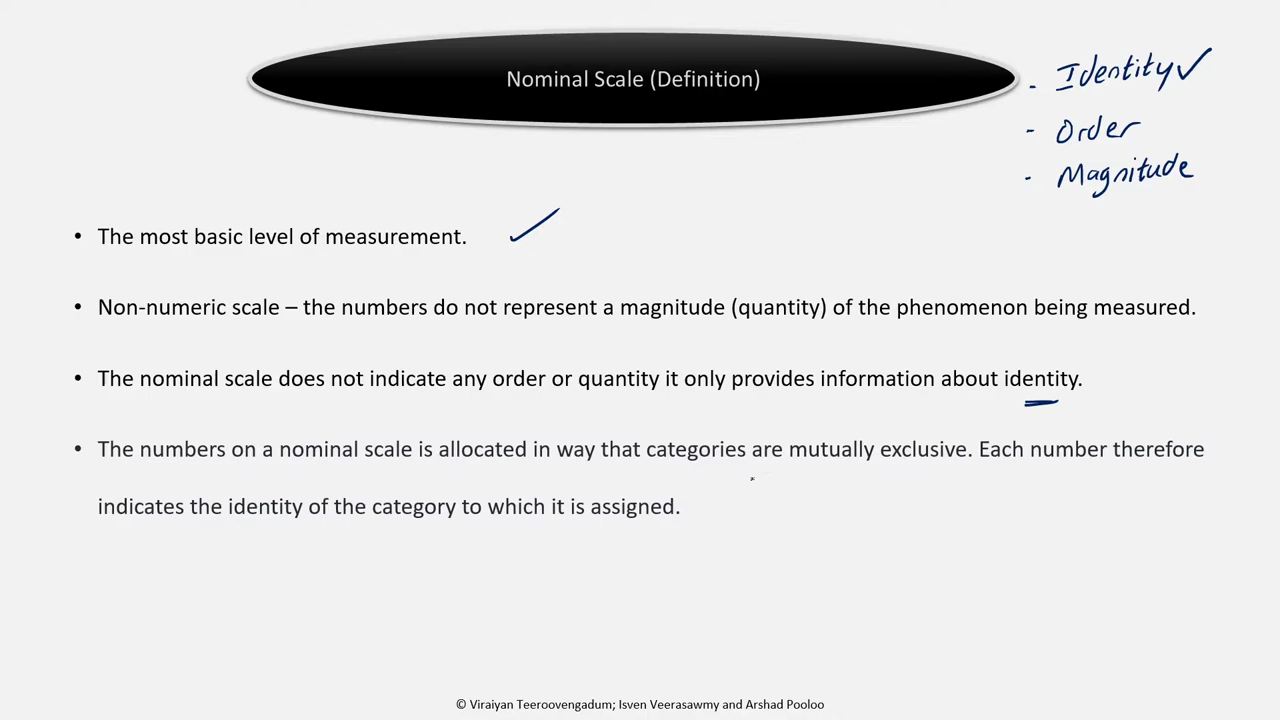 Nominal Scale (Definition)
- Identity ✓
- Order
- Magnitude
• The most basic level of measurement.
• Non-numeric scale – the numbers do not represent a magnitude (quantity) of the phenomenon being measured.
• The nominal scale does not indicate any order or quantity it only provides information about identity.
• The numbers on a nominal scale is allocated in way that categories are mutually exclusive. Each number therefore
indicates the identity of the category to which it is assigned.
© Viraiyan Teeroovengadum; Isven Veerasawmy and Arshad Pooloo